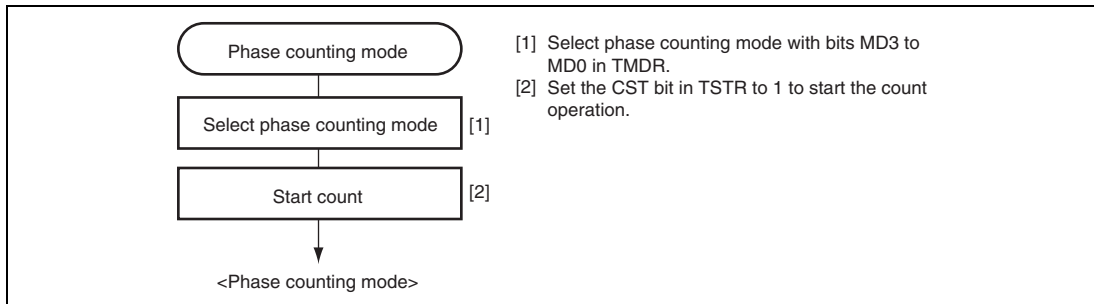 Phase counting mode
Select phase counting mode [1]
Start count [2]
<Phase counting mode>
[1] Select phase counting mode with bits MD3 to
MD0 in TMDR.
[2] Set the CST bit in TSTR to 1 to start the count
operation.